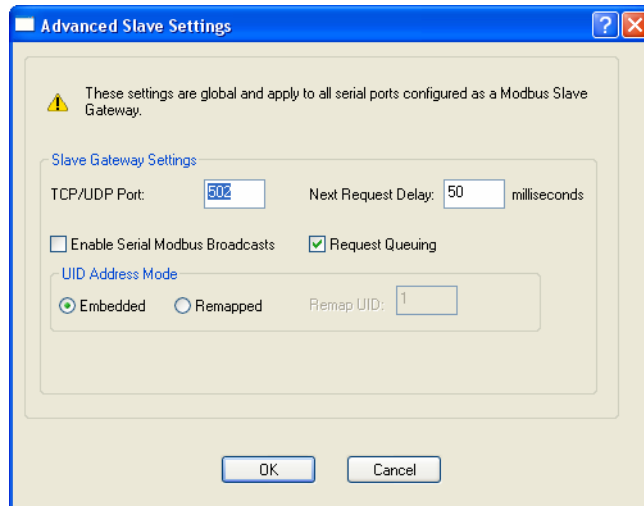 Advanced Slave Settings
These settings are global and apply to all serial ports configured as a Modbus Slave
Gateway.
Slave Gateway Settings
TCP/UDP Port: 502 Next Request Delay: 50 milliseconds
Enable Serial Modbus Broadcasts Request Queuing
UID Address Mode
Embedded Remapped Remap UID: 1
OK Cancel